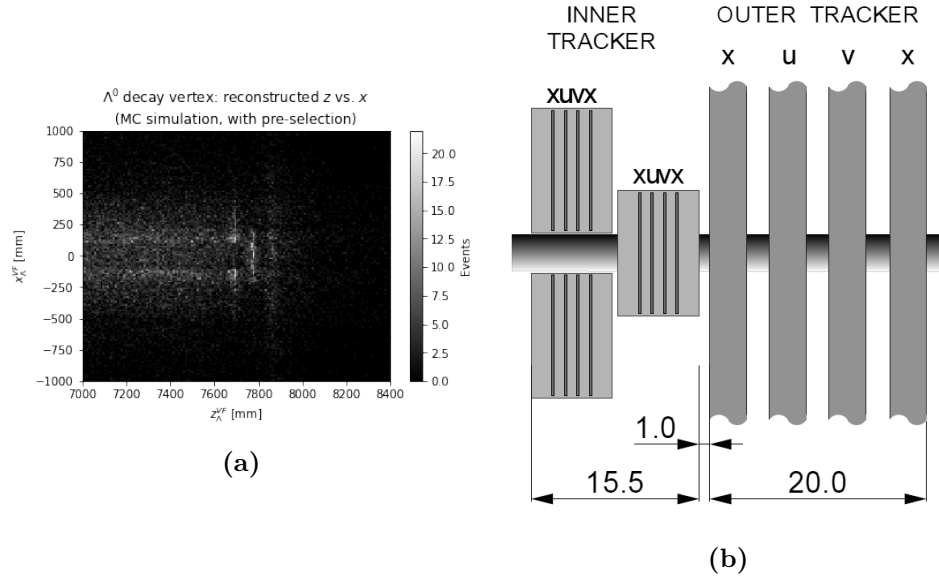 Λ⁰ decay vertex: reconstructed z vs. x
(MC simulation, with pre-selection)
1000
750
500
250
0
−250
−500
−750
−1000
7000
7200
7400
7600
7800
8000
8200
8400
x_Λ^VF [mm]
z_Λ^VF [mm]
20.0
17.5
15.0
12.5
10.0
7.5
5.0
2.5
0.0
Events
(a)
INNER
TRACKER
OUTER TRACKER
x u v x
xuvx
xuvx
1.0
15.5
20.0
(b)